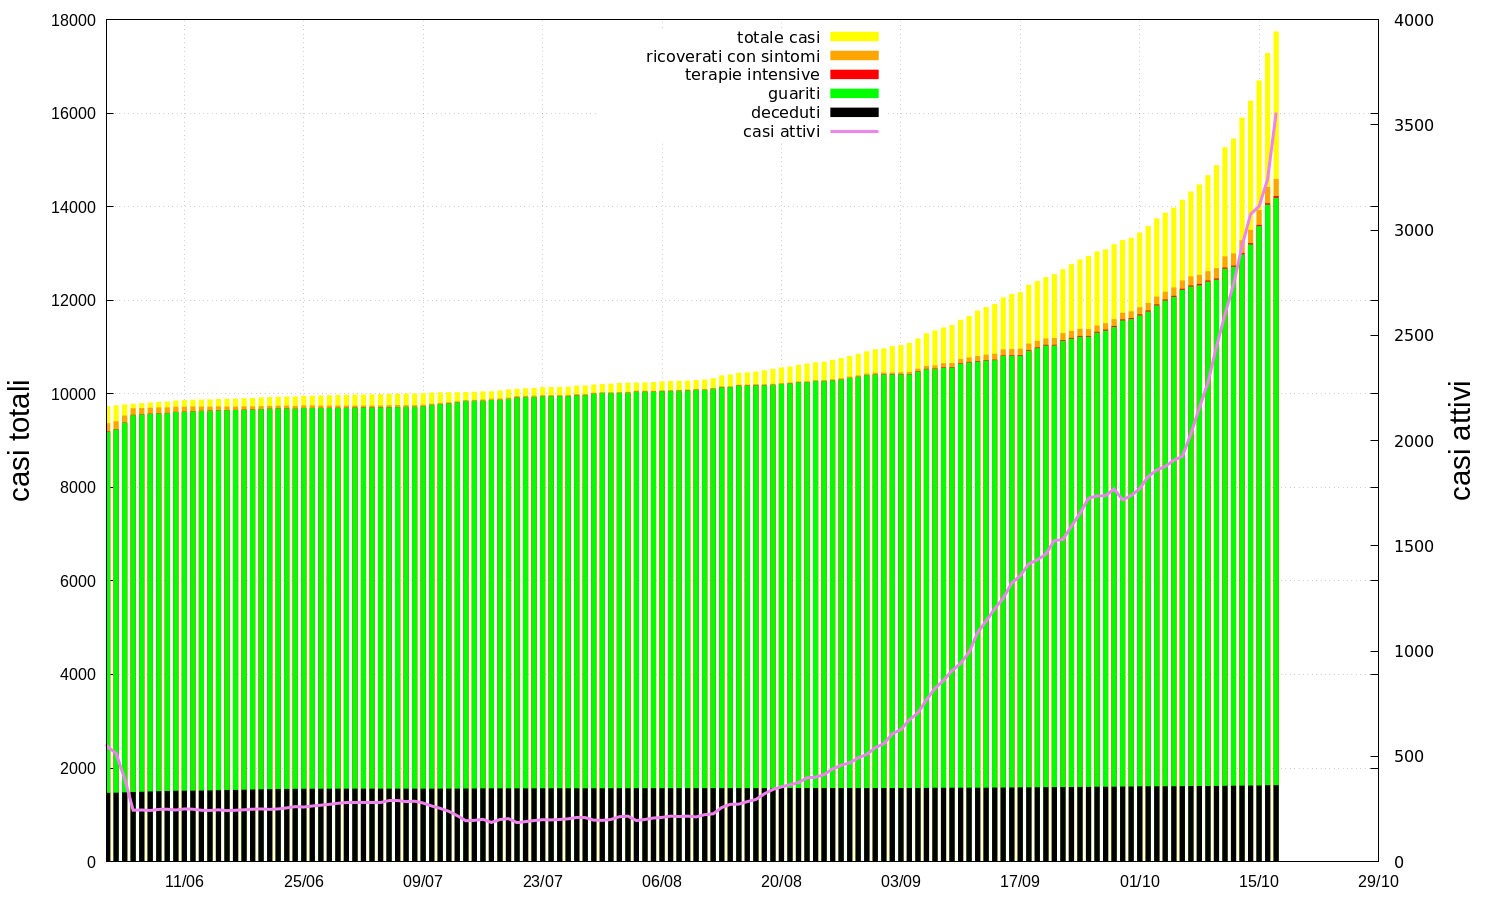 totale casi
ricoverati con sintomi
terapie intensive
guariti
deceduti
casi attivi
casi totali
18000
16000
14000
12000
10000
8000
6000
4000
2000
0
4000
3500
3000
2500
2000
1500
1000
500
0
casi attivi
11/06 25/06 09/07 23/07 06/08 20/08 03/09 17/09 01/10 15/10 29/10